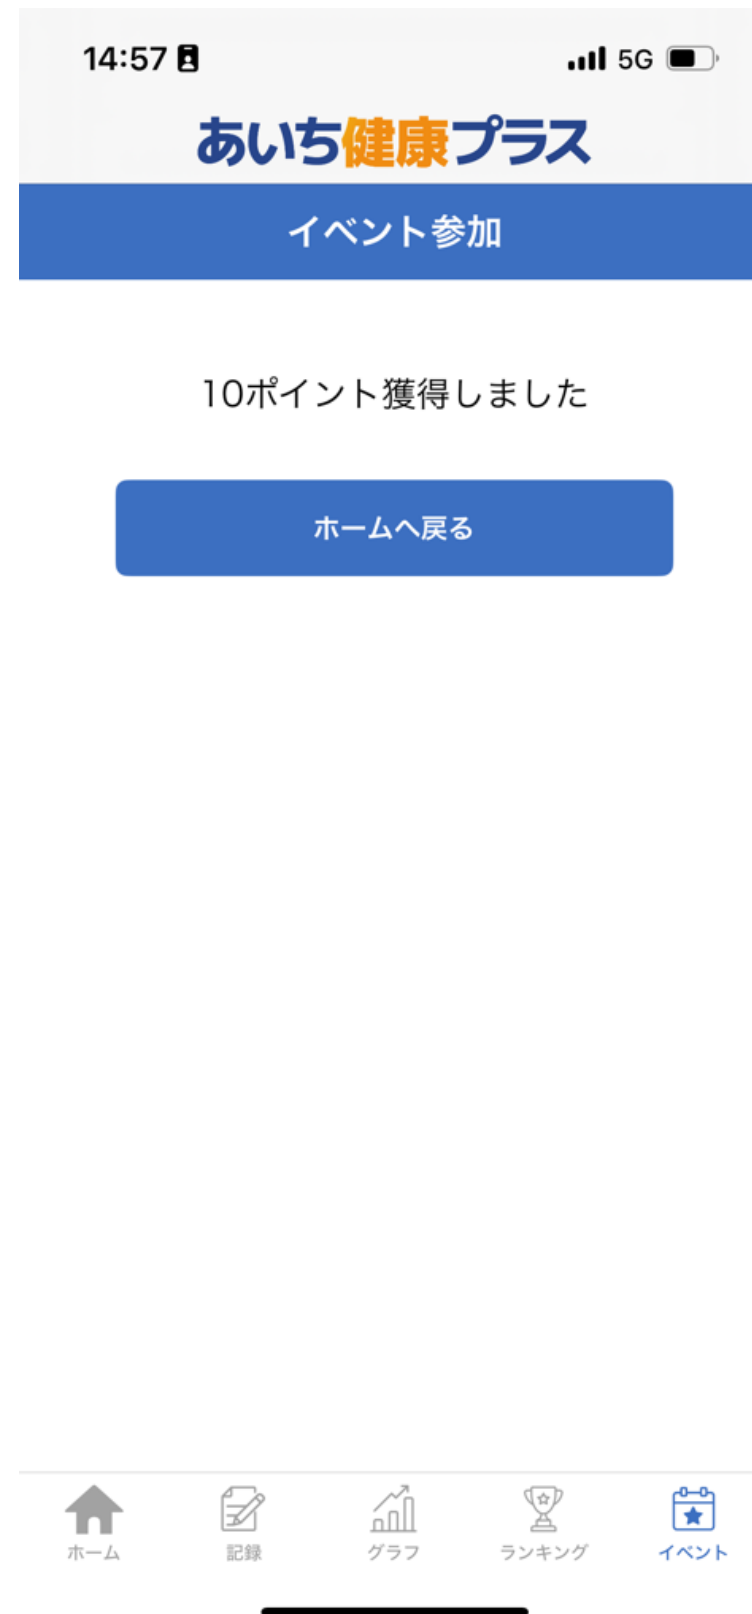 14:57
5G
あいち健康プラス
イベント参加
10ポイント獲得しました
ホームへ戻る
ホーム
記録
グラフ
ランキング
イベント